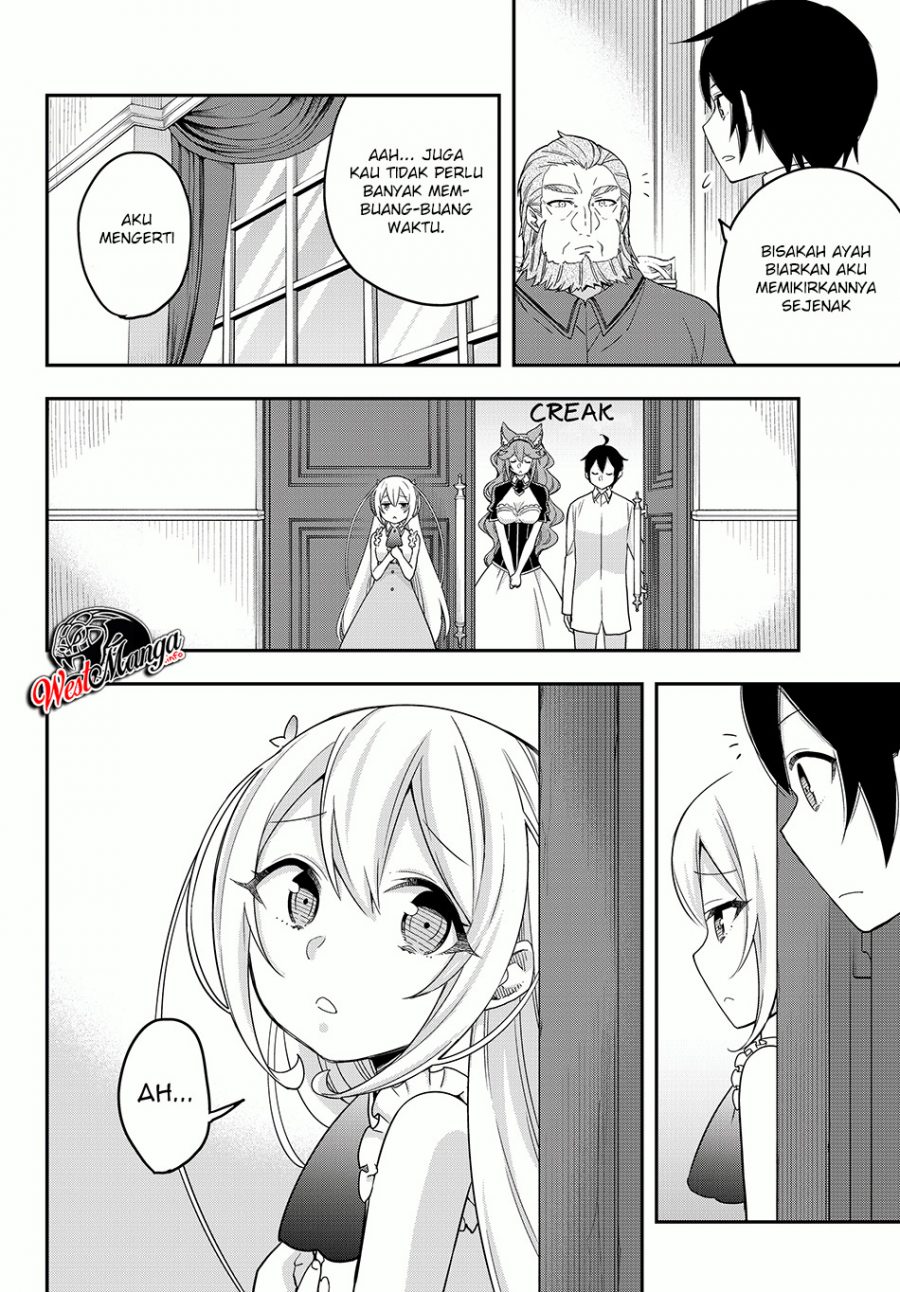 BISAKAH AYAH
BIARKAN AKU
MEMIKIRKANNYA
SEJENAK
AAH... JUGA
KAU TIDAK PERLU
BANYAK MEM-
BUANG-BUANG
WAKTU.
AKU
MENGERTI
CREAK
WestManga
.info
AH...